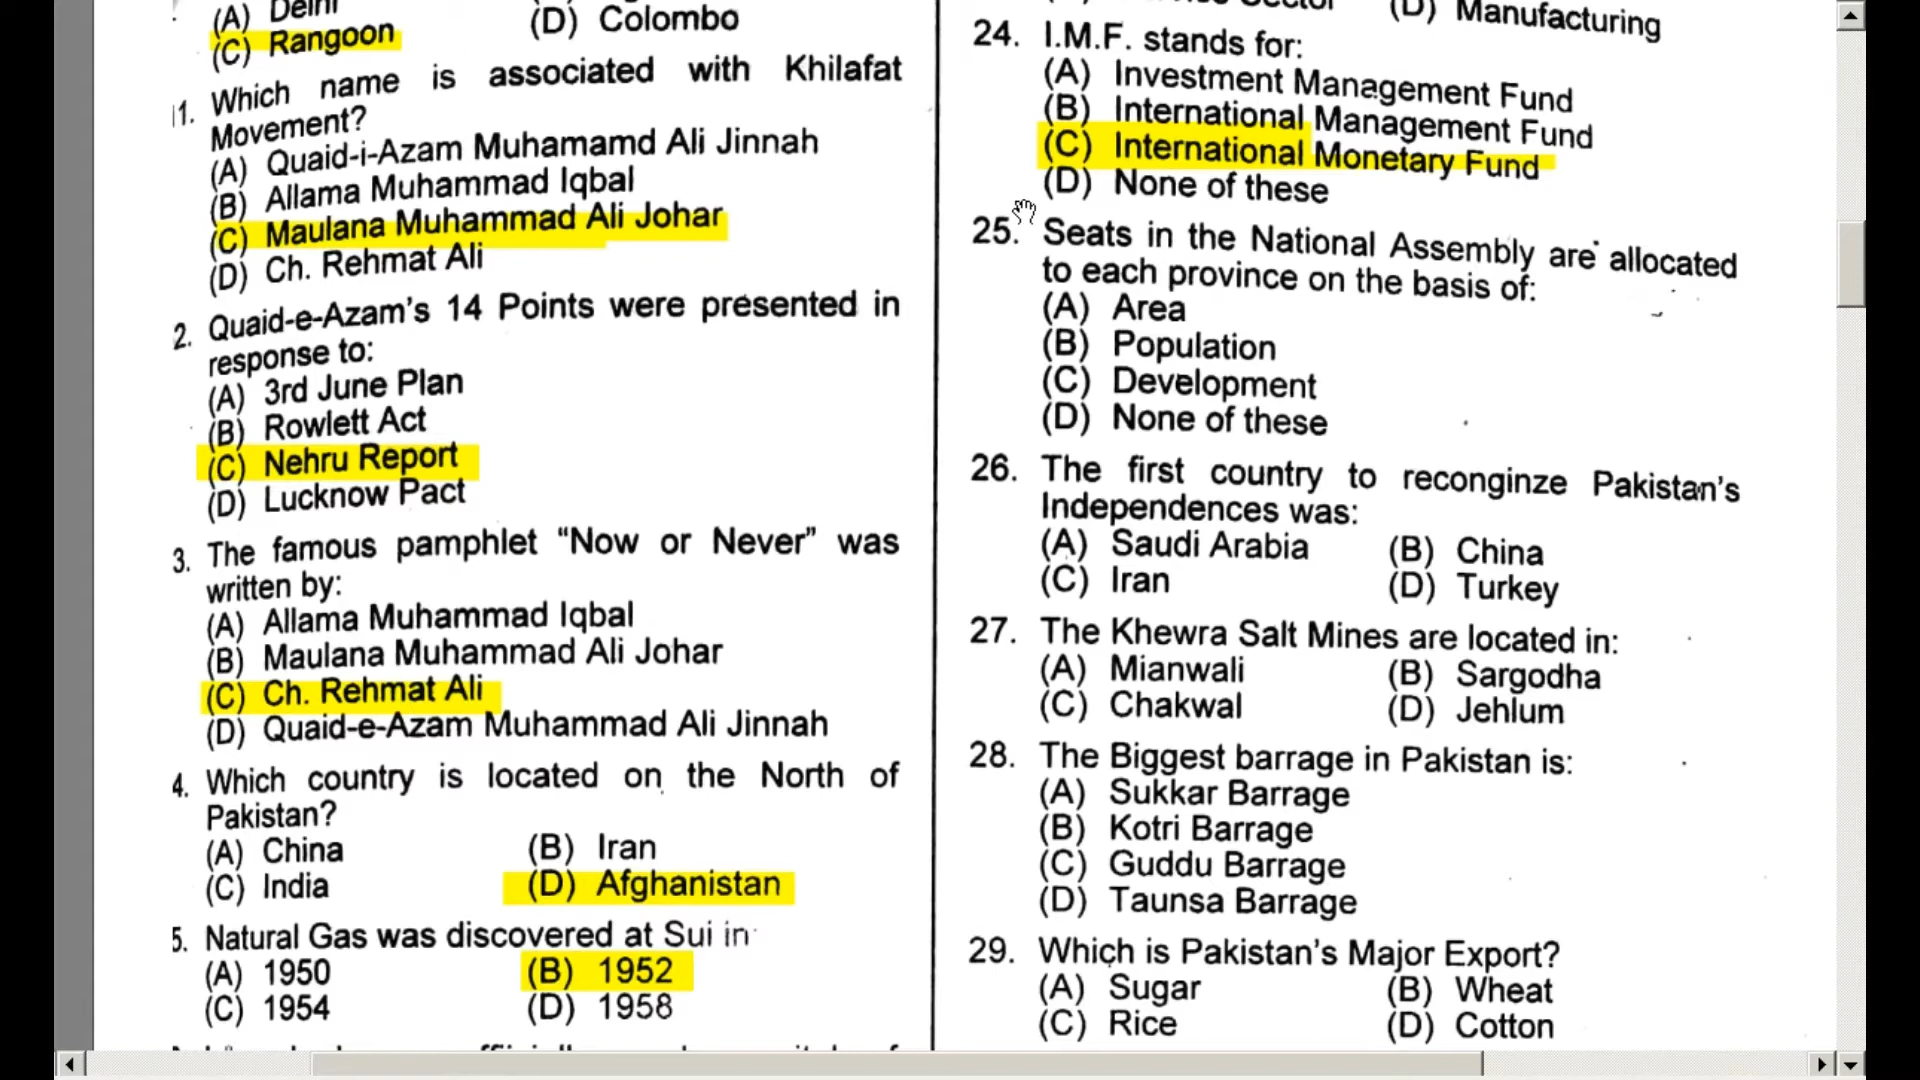 (A) Delhi
(D) Colombo
(C) Rangoon
11. Which name is associated with Khilafat
Movement?
(A) Quaid-i-Azam Muhamamd Ali Jinnah
(B) Allama Muhammad Iqbal
(C) Maulana Muhammad Ali Johar
(D) Ch. Rehmat Ali
2. Quaid-e-Azam's 14 Points were presented in
response to:
(A) 3rd June Plan
(B) Rowlett Act
(C) Nehru Report
(D) Lucknow Pact
3. The famous pamphlet “Now or Never” was
written by:
(A) Allama Muhammad Iqbal
(B) Maulana Muhammad Ali Johar
(C) Ch. Rehmat Ali
(D) Quaid-e-Azam Muhammad Ali Jinnah
4. Which country is located on the North of
Pakistan?
(A) China (B) Iran
(C) India (D) Afghanistan
5. Natural Gas was discovered at Sui in
(A) 1950 (B) 1952
(C) 1954 (D) 1958
Sector (D) Manufacturing
24. I.M.F. stands for:
(A) Investment Management Fund
(B) International Management Fund
(C) International Monetary Fund
(D) None of these
25. Seats in the National Assembly are allocated
to each province on the basis of:
(A) Area
(B) Population
(C) Development
(D) None of these
26. The first country to reconginze Pakistan's
Independences was:
(A) Saudi Arabia (B) China
(C) Iran (D) Turkey
27. The Khewra Salt Mines are located in:
(A) Mianwali (B) Sargodha
(C) Chakwal (D) Jehlum
28. The Biggest barrage in Pakistan is:
(A) Sukkar Barrage
(B) Kotri Barrage
(C) Guddu Barrage
(D) Taunsa Barrage
29. Which is Pakistan's Major Export?
(A) Sugar (B) Wheat
(C) Rice (D) Cotton